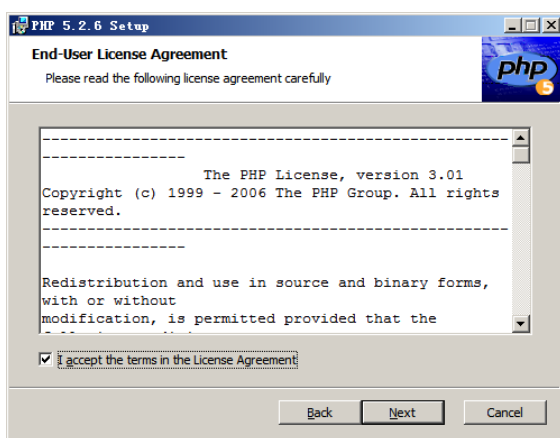 PHP 5.2.6 Setup
End-User License Agreement
Please read the following license agreement carefully
php
5
----------------------------------------------------
----------------
The PHP License, version 3.01
Copyright (c) 1999 - 2006 The PHP Group. All rights
reserved.
----------------------------------------------------
----------------
Redistribution and use in source and binary forms,
with or without
modification, is permitted provided that the
I accept the terms in the License Agreement
Back
Next
Cancel